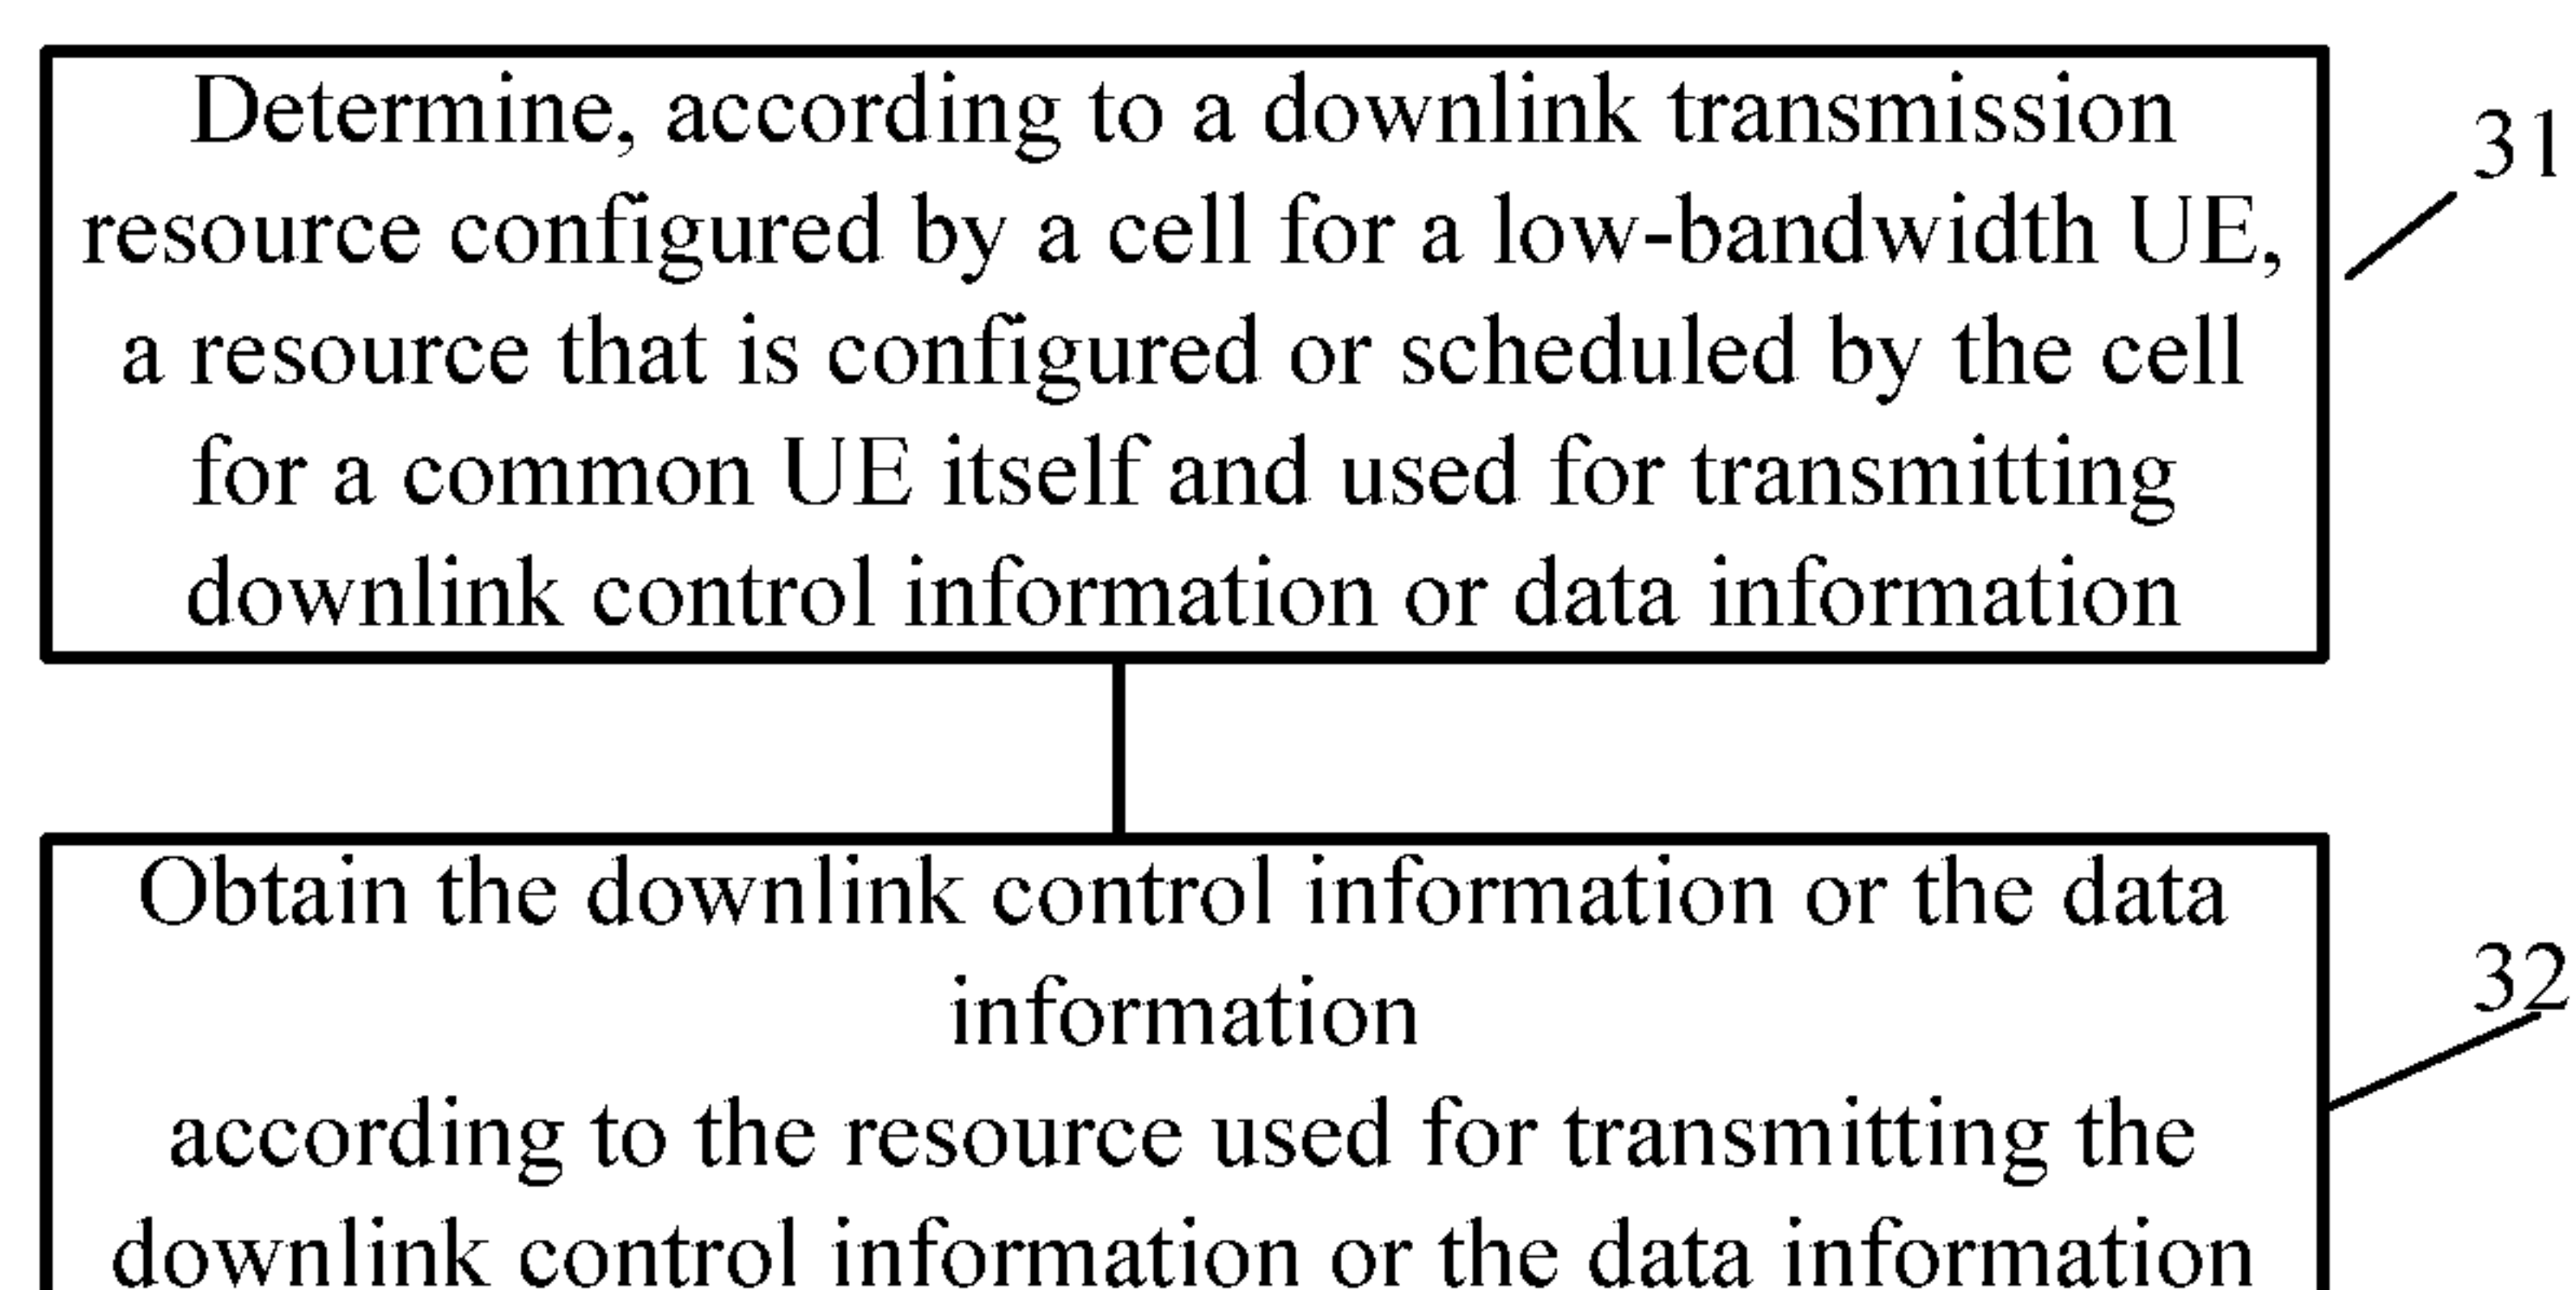 Determine, according to a downlink transmission
resource configured by a cell for a low-bandwidth UE,
a resource that is configured or scheduled by the cell
for a common UE itself and used for transmitting
downlink control information or data information
31
Obtain the downlink control information or the data
information
according to the resource used for transmitting the
downlink control information or the data information
32